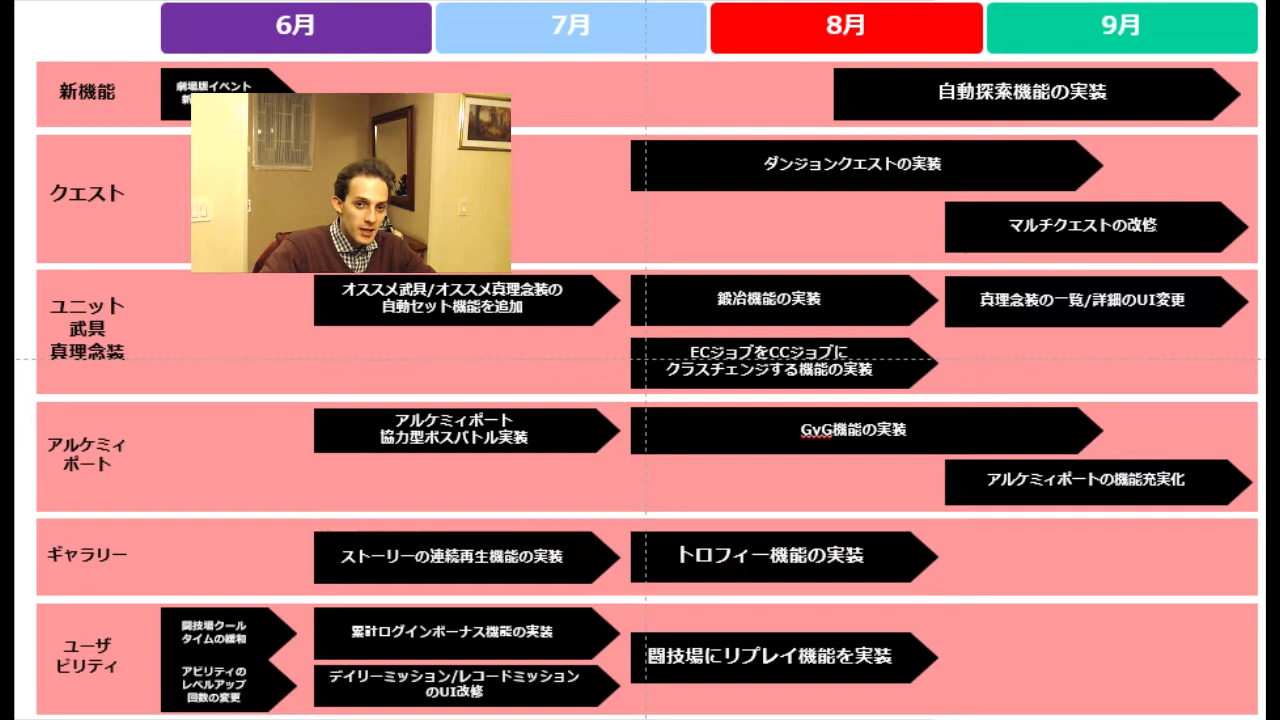 6月
7月
8月
9月
新機能
劇場版イベント
新
自動探索機能の実装
クエスト
ダンジョンクエストの実装
マルチクエストの改修
ユニット
武具
真理念装
オススメ武具/オススメ真理念装の
自動セット機能を追加
鍛冶機能の実装
真理念装の一覧/詳細のUI変更
ECジョブをCCジョブに
クラスチェンジする機能の実装
アルケミィ
ポート
アルケミィポート
協力型ボスバトル実装
GvG機能の実装
アルケミィポートの機能充実化
ギャラリー
ストーリーの連続再生機能の実装
トロフィー機能の実装
ユーザ
ビリティ
闘技場クール
タイムの緩和
アビリティの
レベルアップ
回数の変更
累計ログインボーナス機能の実装
デイリーミッション/レコードミッション
のUI改修
闘技場にリプレイ機能を実装